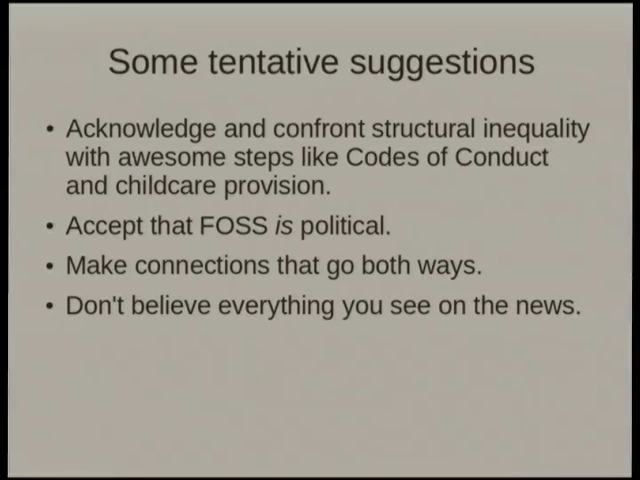 Some tentative suggestions
• Acknowledge and confront structural inequality
with awesome steps like Codes of Conduct
and childcare provision.
• Accept that FOSS is political.
• Make connections that go both ways.
• Don't believe everything you see on the news.